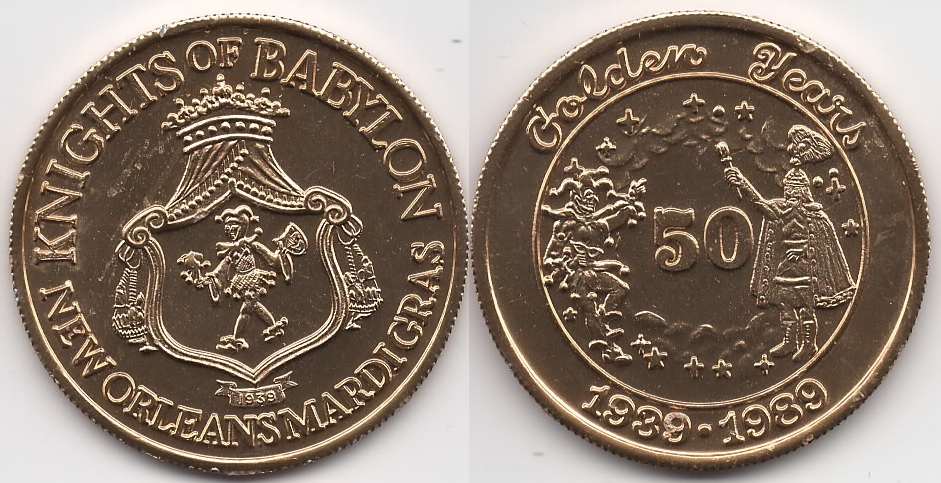 KNIGHTS OF BABYLON
NEW ORLEANS MARDI GRAS
1939
Golden Years
50
1939·1989